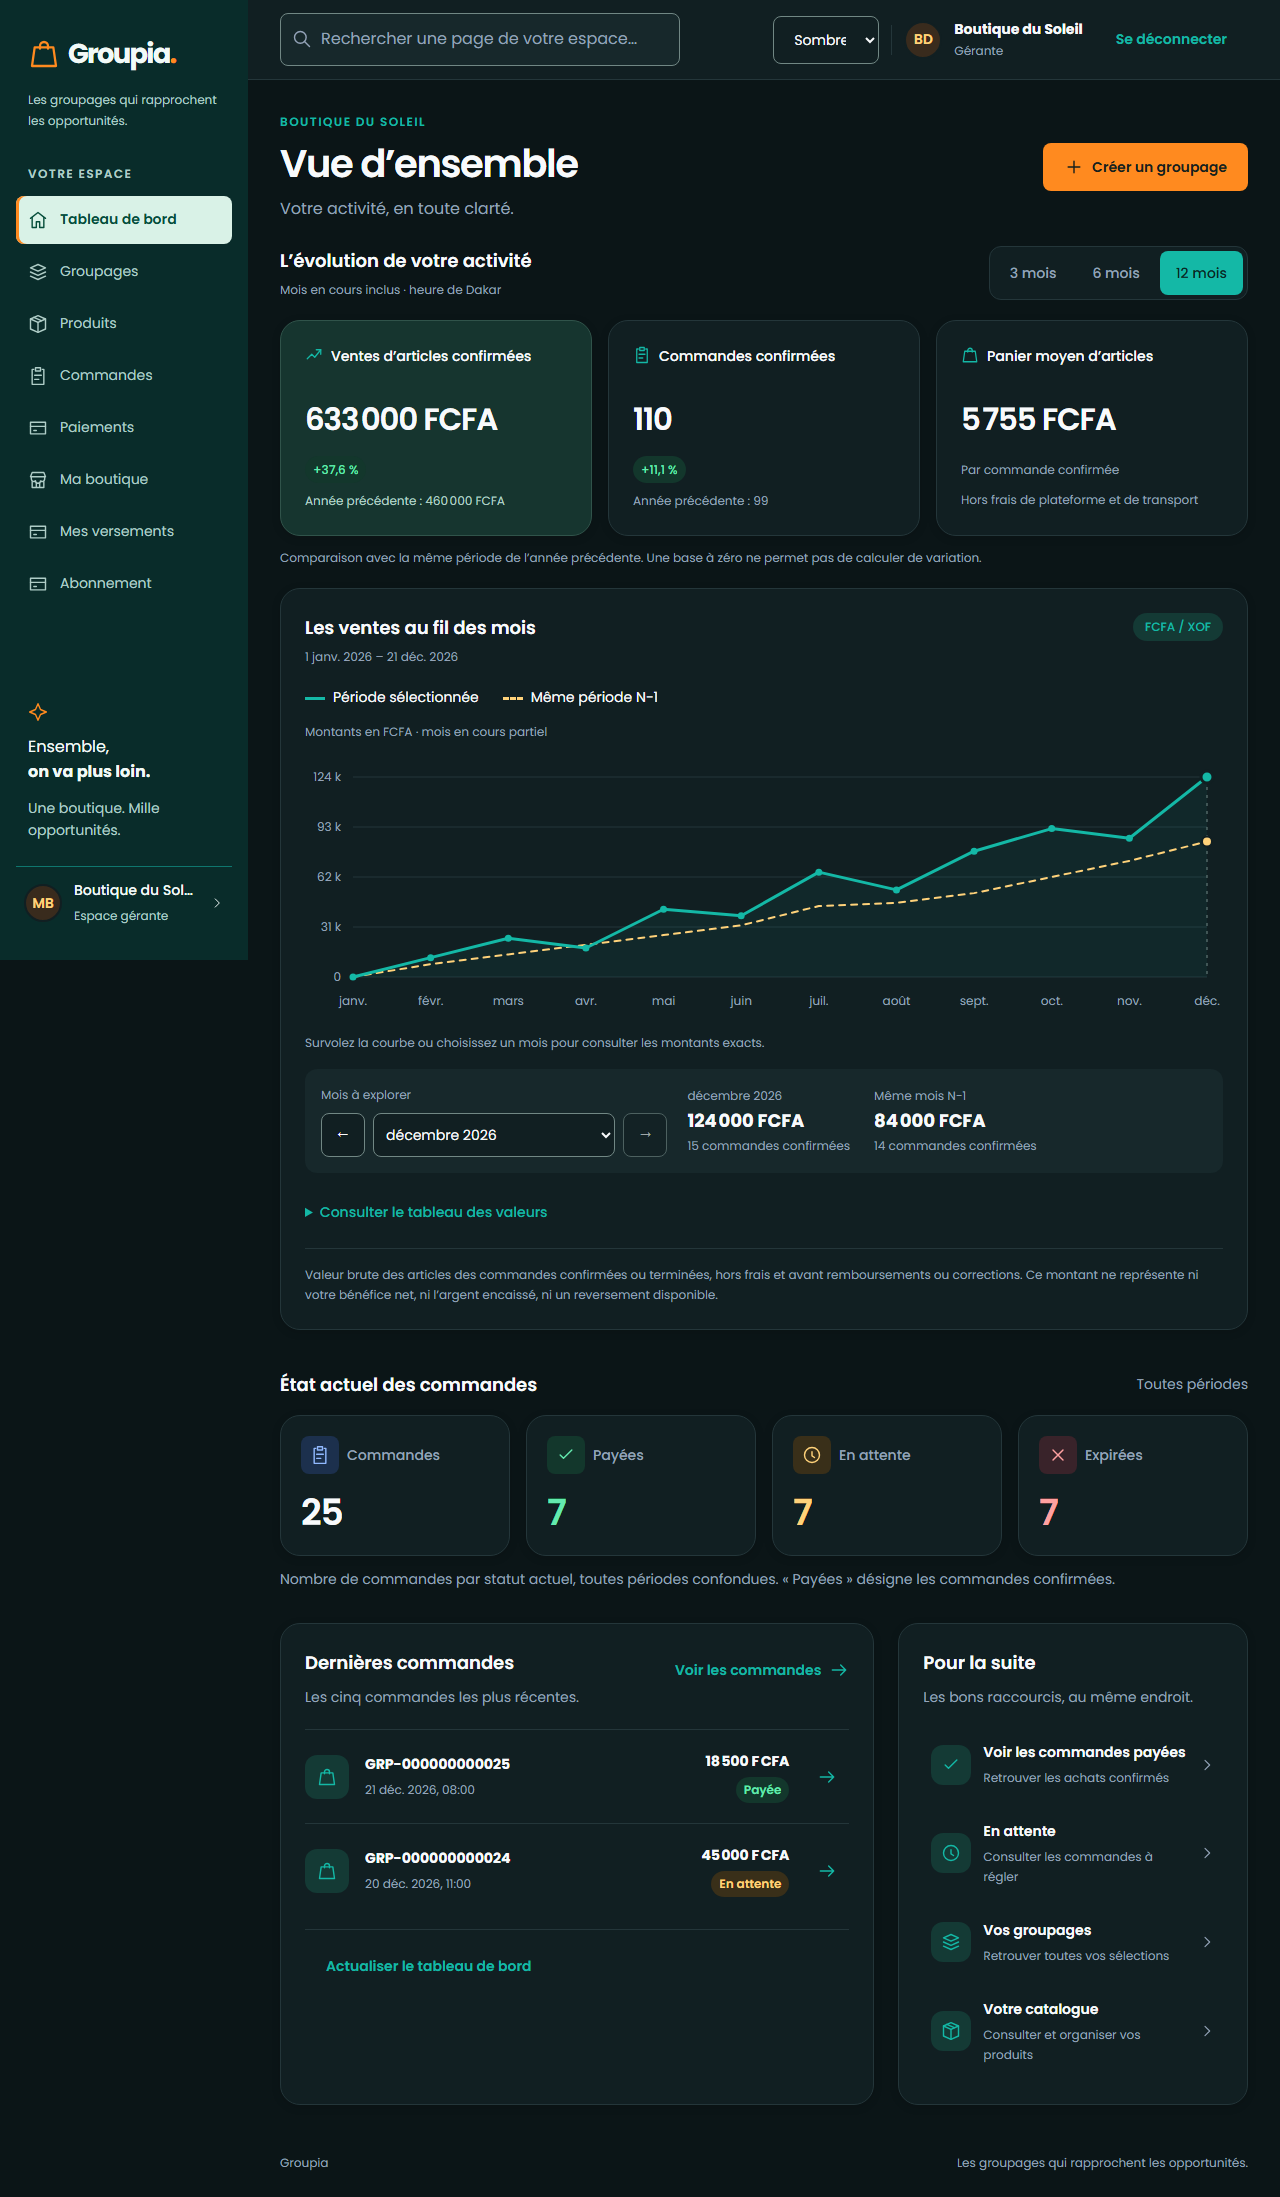 Groupia.
Les groupages qui rapprochent
les opportunités.
VOTRE ESPACE
Tableau de bord
Groupages
Produits
Commandes
Paiements
Ma boutique
Mes versements
Abonnement
Ensemble,
on va plus loin.
Une boutique. Mille
opportunités.
MB
Boutique du Sol...
Espace gérante
Rechercher une page de votre espace...
Sombre
BD
Boutique du Soleil
Gérante
Se déconnecter
BOUTIQUE DU SOLEIL
Vue d’ensemble
Votre activité, en toute clarté.
Créer un groupage
L’évolution de votre activité
Mois en cours inclus · heure de Dakar
3 mois
6 mois
12 mois
Ventes d’articles confirmées
633 000 FCFA
+37,6 %
Année précédente : 460 000 FCFA
Commandes confirmées
110
+11,1 %
Année précédente : 99
Panier moyen d’articles
5 755 FCFA
Par commande confirmée
Hors frais de plateforme et de transport
Comparaison avec la même période de l’année précédente. Une base à zéro ne permet pas de calculer de variation.
Les ventes au fil des mois
1 janv. 2026 – 21 déc. 2026
FCFA / XOF
Période sélectionnée
Même période N-1
Montants en FCFA · mois en cours partiel
124 k
93 k
62 k
31 k
0
janv. févr. mars avr. mai juin juil. août sept. oct. nov. déc.
Survolez la courbe ou choisissez un mois pour consulter les montants exacts.
Mois à explorer
←
décembre 2026
→
décembre 2026
124 000 FCFA
15 commandes confirmées
Même mois N-1
84 000 FCFA
14 commandes confirmées
Consulter le tableau des valeurs
Valeur brute des articles des commandes confirmées ou terminées, hors frais et avant remboursements ou corrections. Ce montant ne représente ni
votre bénéfice net, ni l’argent encaissé, ni un reversement disponible.
État actuel des commandes
Toutes périodes
Commandes
25
Payées
7
En attente
7
Expirées
7
Nombre de commandes par statut actuel, toutes périodes confondues. « Payées » désigne les commandes confirmées.
Dernières commandes
Les cinq commandes les plus récentes.
Voir les commandes
GRP-000000000025
21 déc. 2026, 08:00
18 500 FCFA
Payée
GRP-000000000024
20 déc. 2026, 11:00
45 000 FCFA
En attente
Actualiser le tableau de bord
Pour la suite
Les bons raccourcis, au même endroit.
Voir les commandes payées
Retrouver les achats confirmés
En attente
Consulter les commandes à
régler
Vos groupages
Retrouver toutes vos sélections
Votre catalogue
Consulter et organiser vos
produits
Groupia
Les groupages qui rapprochent les opportunités.